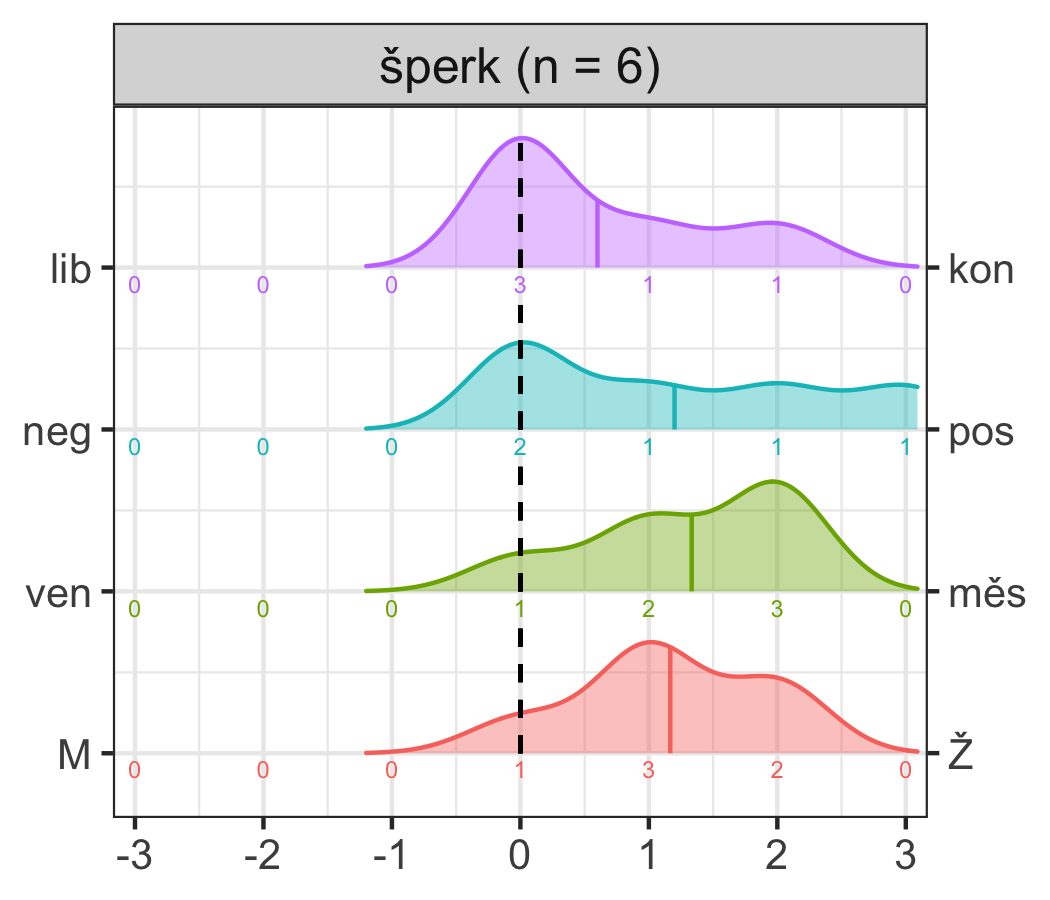 šperk (n = 6)
lib kon
0 0 0 3 1 1 0
neg pos
0 0 0 2 1 1 1
ven měs
0 0 0 1 2 3 0
M Ž
0 0 0 1 3 2 0
-3 -2 -1 0 1 2 3